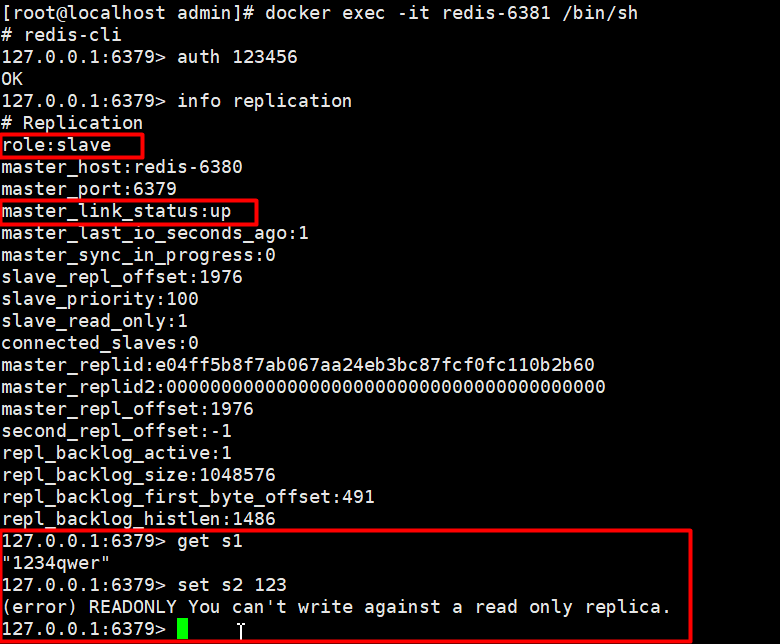 [root@localhost admin]# docker exec -it redis-6381 /bin/sh
# redis-cli
127.0.0.1:6379> auth 123456
OK
127.0.0.1:6379> info replication
# Replication
role:slave
master_host:redis-6380
master_port:6379
master_link_status:up
master_last_io_seconds_ago:1
master_sync_in_progress:0
slave_repl_offset:1976
slave_priority:100
slave_read_only:1
connected_slaves:0
master_replid:e04ff5b8f7ab067aa24eb3bc87fcf0fc110b2b60
master_replid2:0000000000000000000000000000000000000000
master_repl_offset:1976
second_repl_offset:-1
repl_backlog_active:1
repl_backlog_size:1048576
repl_backlog_first_byte_offset:491
repl_backlog_histlen:1486
127.0.0.1:6379> get s1
"1234qwer"
127.0.0.1:6379> set s2 123
(error) READONLY You can't write against a read only replica.
127.0.0.1:6379>